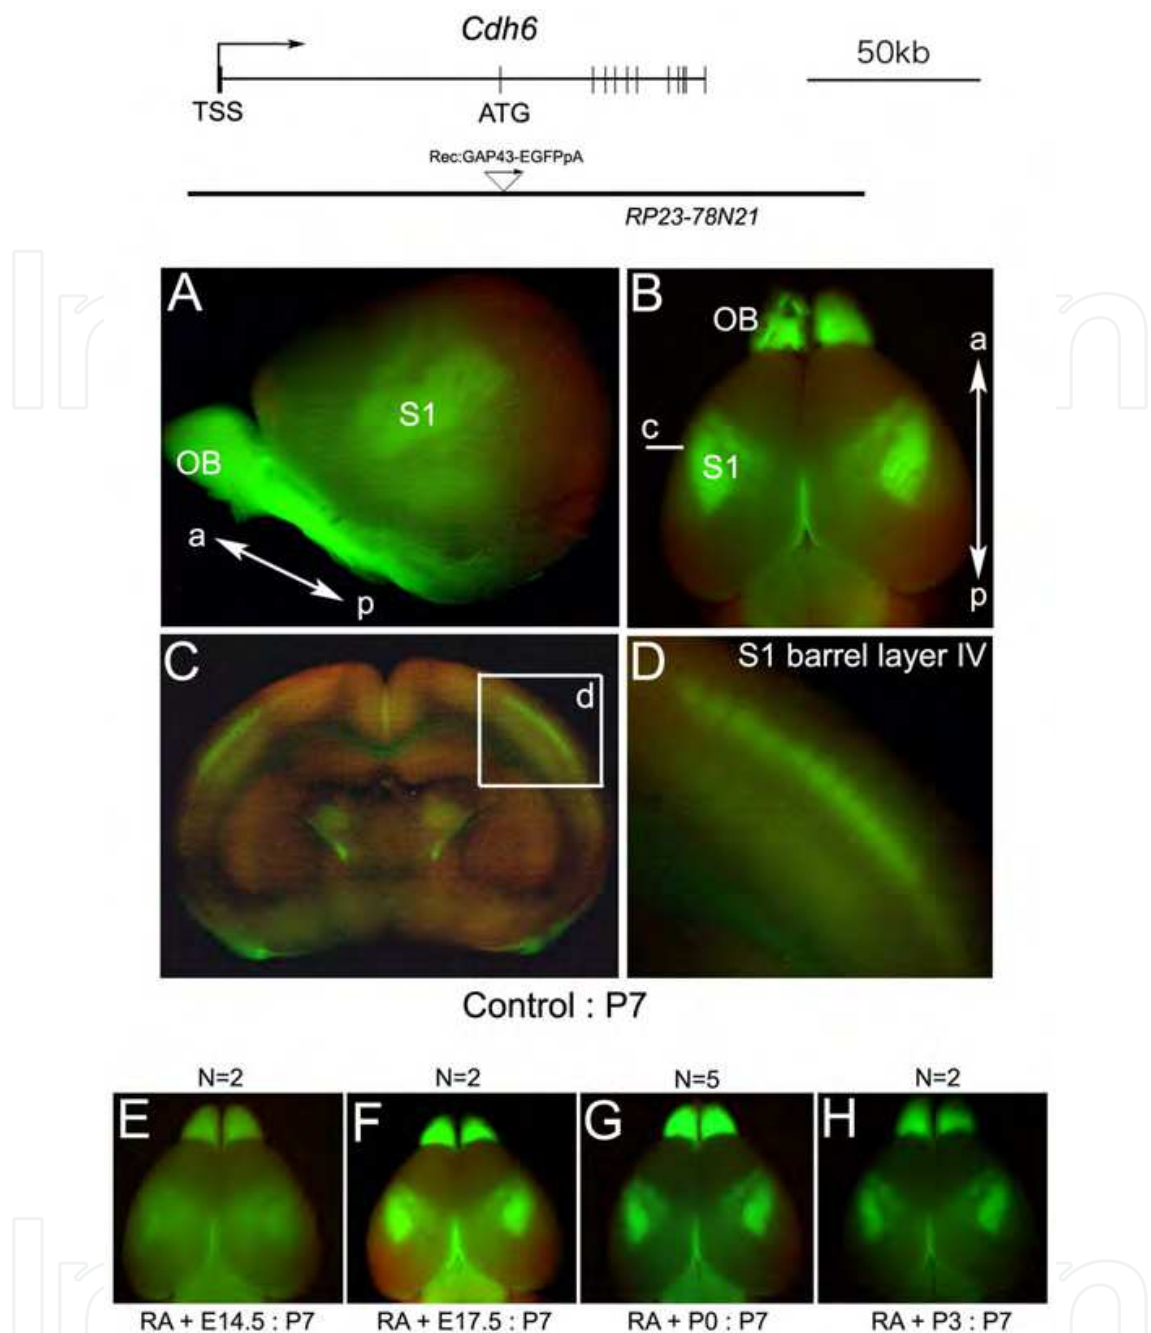 Cdh6
50kb
TSS
ATG
Rec:GAP43-EGFPpA
RP23-78N21
A
S1
OB
a
p
B
OB
a
c
S1
p
C
d
D
S1 barrel layer IV
Control : P7
N=2
N=2
N=5
N=2
E
F
G
H
RA + E14.5 : P7
RA + E17.5 : P7
RA + P0 : P7
RA + P3 : P7